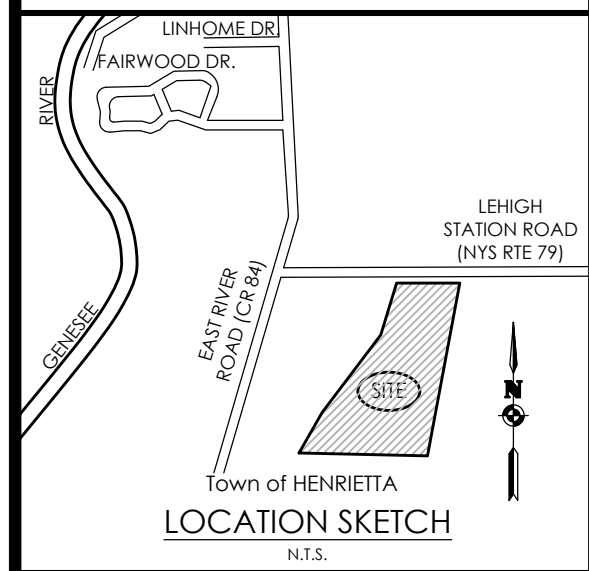 LINHOME DR.
FAIRWOOD DR.
GENESEE
RIVER
LEHIGH
STATION ROAD
(NYS RTE 79)
EAST RIVER
ROAD (CR 84)
SITE
N
Town of HENRIETTA
LOCATION SKETCH
N.T.S.